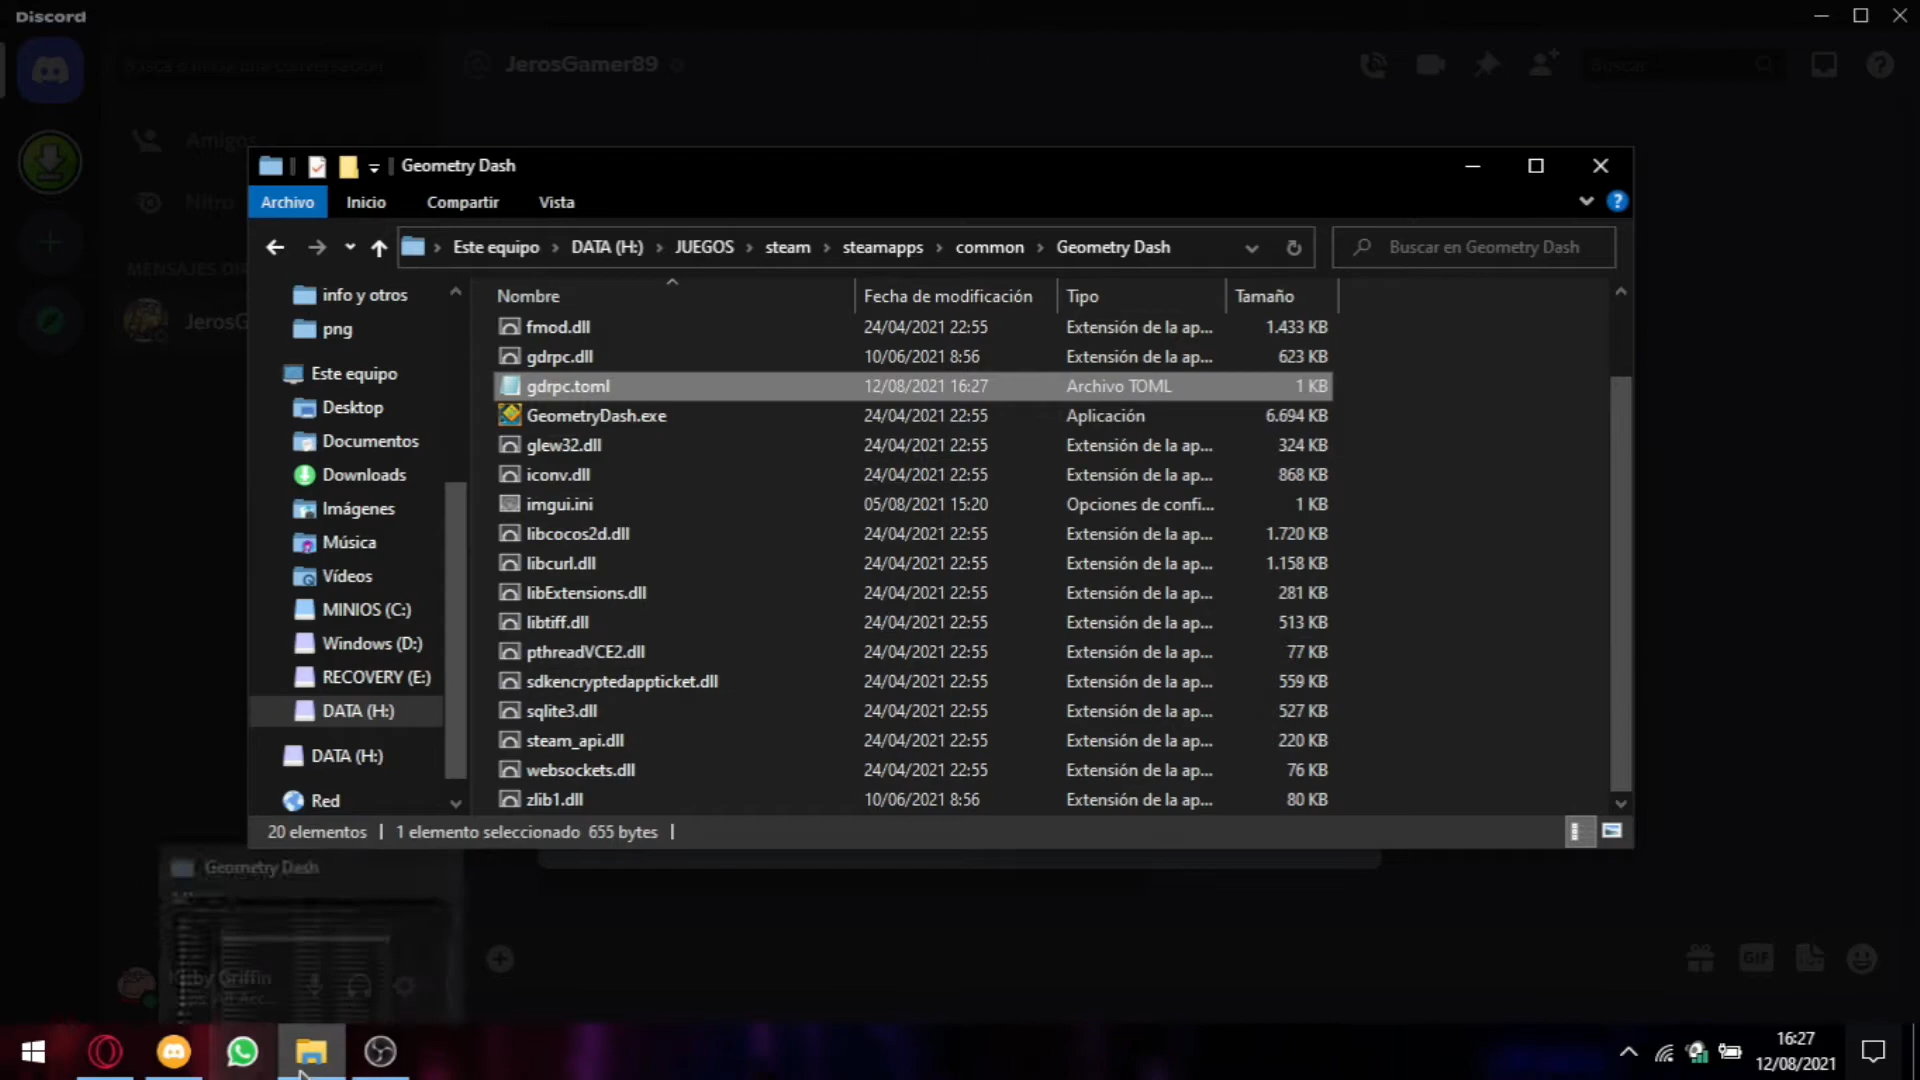 Discord
JerosGamer89
Buscar
Amigos
Nitro
MENSAJES DI
JerosG
Geometry Dash
Archivo Inicio Compartir Vista
Este equipo > DATA (H:) > JUEGOS > steam > steamapps > common > Geometry Dash
Buscar en Geometry Dash
info y otros
png
Este equipo
Desktop
Documentos
Downloads
Imágenes
Música
Vídeos
MINIOS (C:)
Windows (D:)
RECOVERY (E:)
DATA (H:)
DATA (H:)
Red
Nombre Fecha de modificación Tipo Tamaño
fmod.dll 24/04/2021 22:55 Extensión de la ap... 1.433 KB
gdrpc.dll 10/06/2021 8:56 Extensión de la ap... 623 KB
gdrpc.toml 12/08/2021 16:27 Archivo TOML 1 KB
GeometryDash.exe 24/04/2021 22:55 Aplicación 6.694 KB
glew32.dll 24/04/2021 22:55 Extensión de la ap... 324 KB
iconv.dll 24/04/2021 22:55 Extensión de la ap... 868 KB
imgui.ini 05/08/2021 15:20 Opciones de confi... 1 KB
libcocos2d.dll 24/04/2021 22:55 Extensión de la ap... 1.720 KB
libcurl.dll 24/04/2021 22:55 Extensión de la ap... 1.158 KB
libExtensions.dll 24/04/2021 22:55 Extensión de la ap... 281 KB
libtiff.dll 24/04/2021 22:55 Extensión de la ap... 513 KB
pthreadVCE2.dll 24/04/2021 22:55 Extensión de la ap... 77 KB
sdkencryptedappticket.dll 24/04/2021 22:55 Extensión de la ap... 559 KB
sqlite3.dll 24/04/2021 22:55 Extensión de la ap... 527 KB
steam_api.dll 24/04/2021 22:55 Extensión de la ap... 220 KB
websockets.dll 24/04/2021 22:55 Extensión de la ap... 76 KB
zlib1.dll 10/06/2021 8:56 Extensión de la ap... 80 KB
20 elementos | 1 elemento seleccionado 655 bytes |
Geometry Dash
Griffin
GIF
16:27
12/08/2021